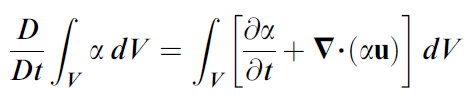 D/Dt ∫_V α dV = ∫_V [∂α/∂t + ∇·(αu)] dV